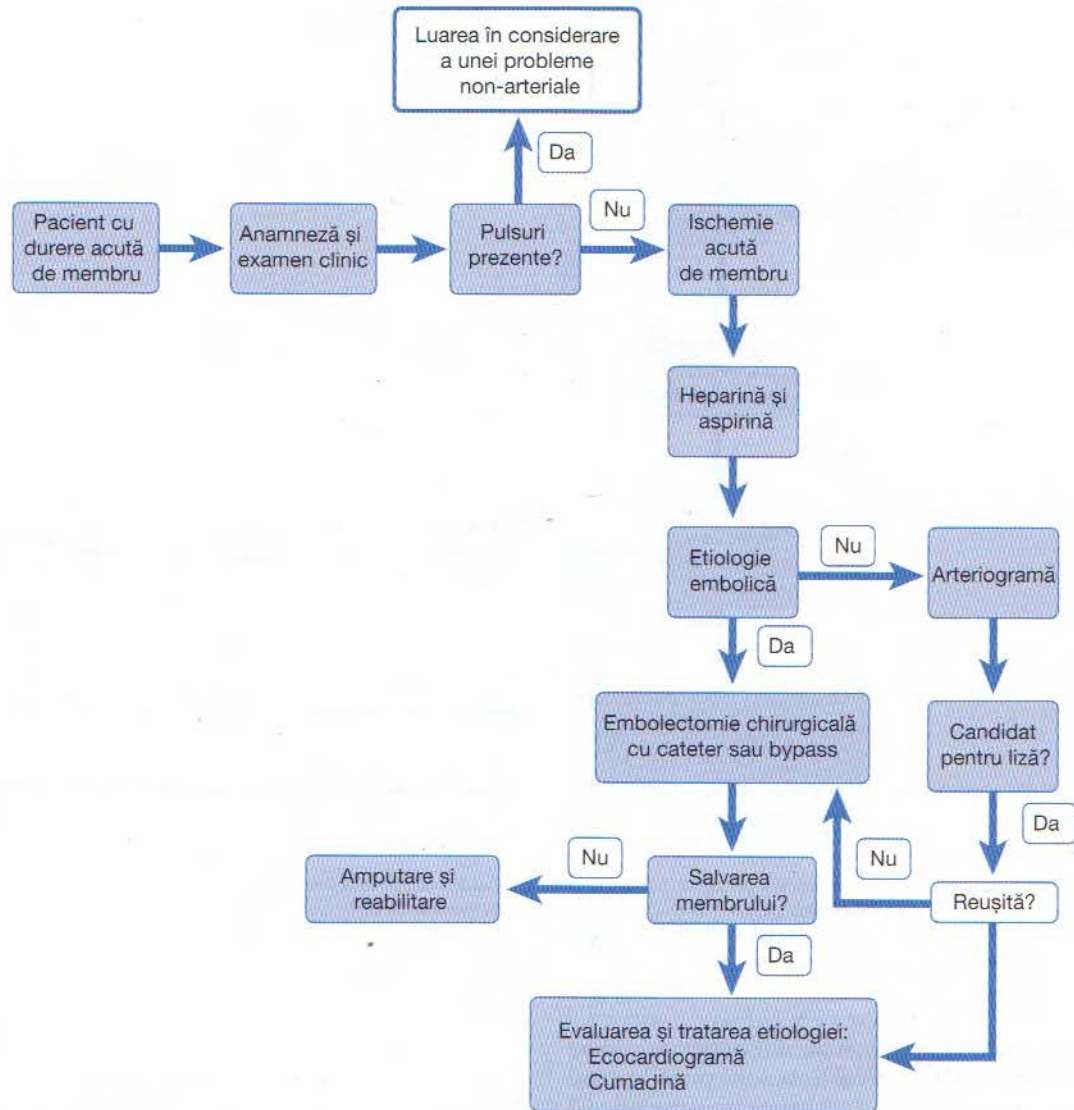 Luarea în considerare
a unei probleme
non-arteriale
Da
Nu
Pacient cu
durere acută
de membru
Anamneză și
examen clinic
Pulsuri
prezente?
Ischemie
acută
de membru
Heparină și
aspirină
Etiologie
embolică
Nu
Arteriogramă
Da
Embolectomie chirurgicală
cu cateter sau bypass
Candidat
pentru liză?
Da
Amputare și
reabilitare
Nu
Salvarea
membrului?
Nu
Reușită?
Da
Evaluarea și tratarea etiologiei:
Ecocardiogramă
Cumadină